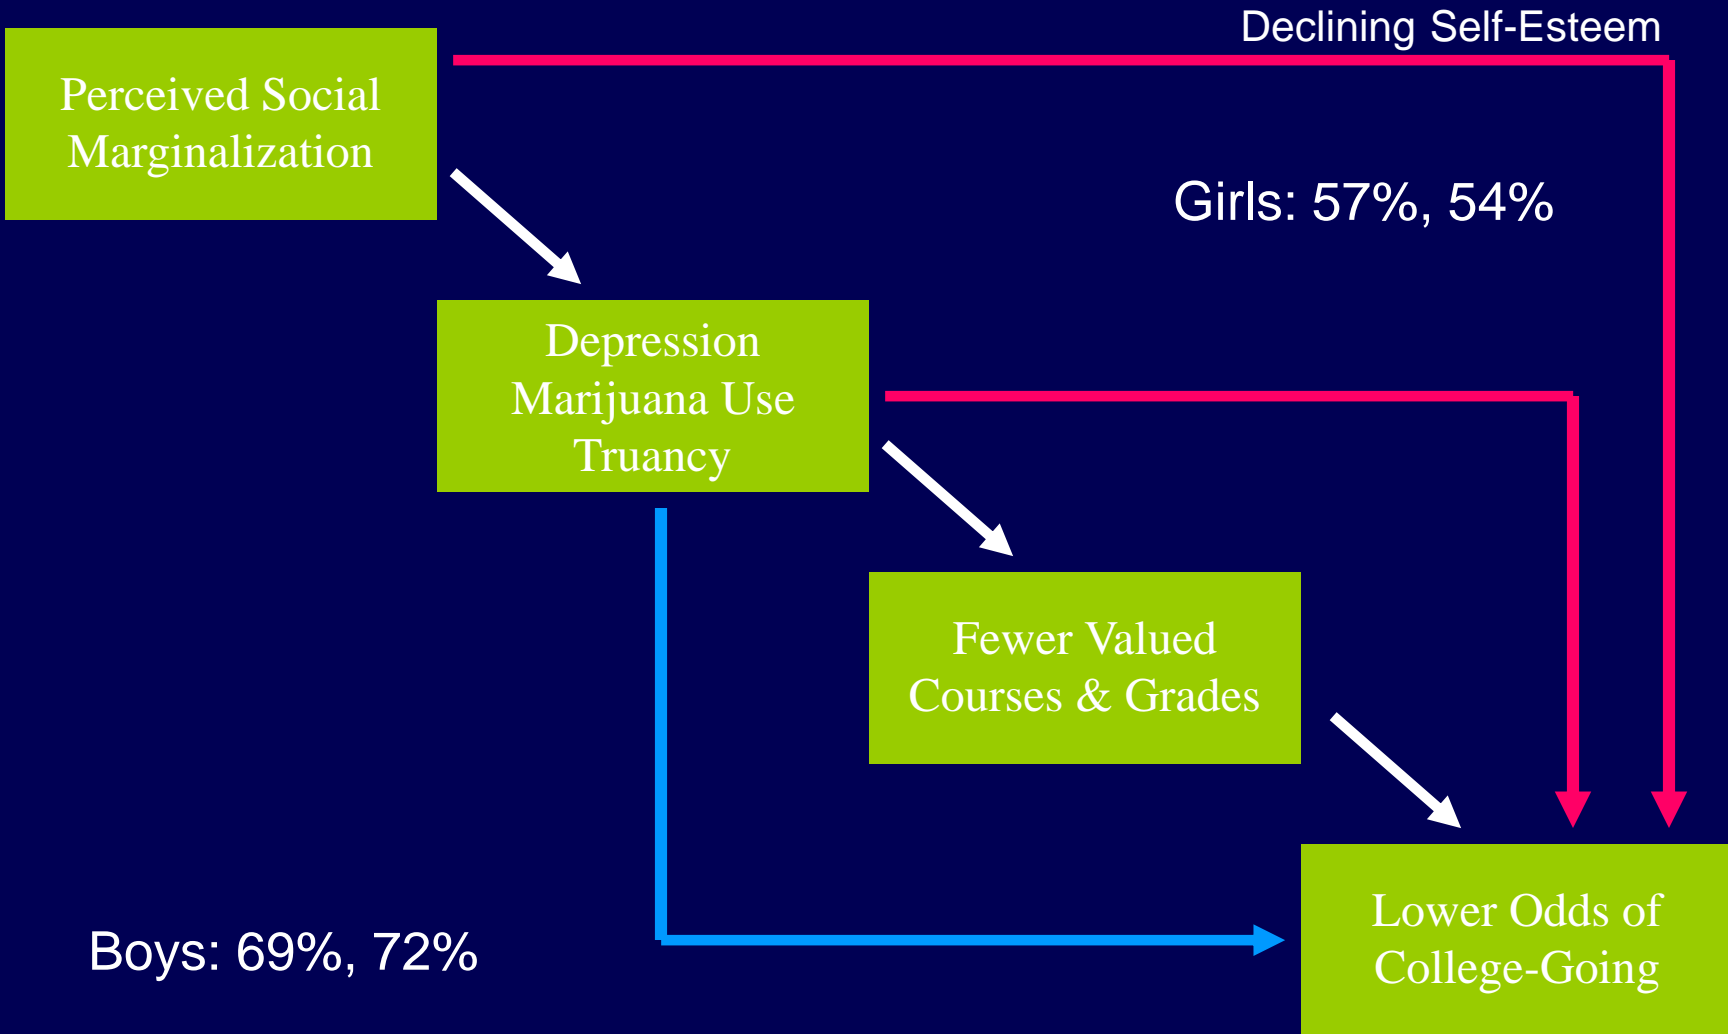 Declining Self-Esteem
Perceived Social
Marginalization
Girls: 57%, 54%
Depression
Marijuana Use
Truancy
Fewer Valued
Courses & Grades
Lower Odds of
College-Going
Boys: 69%, 72%